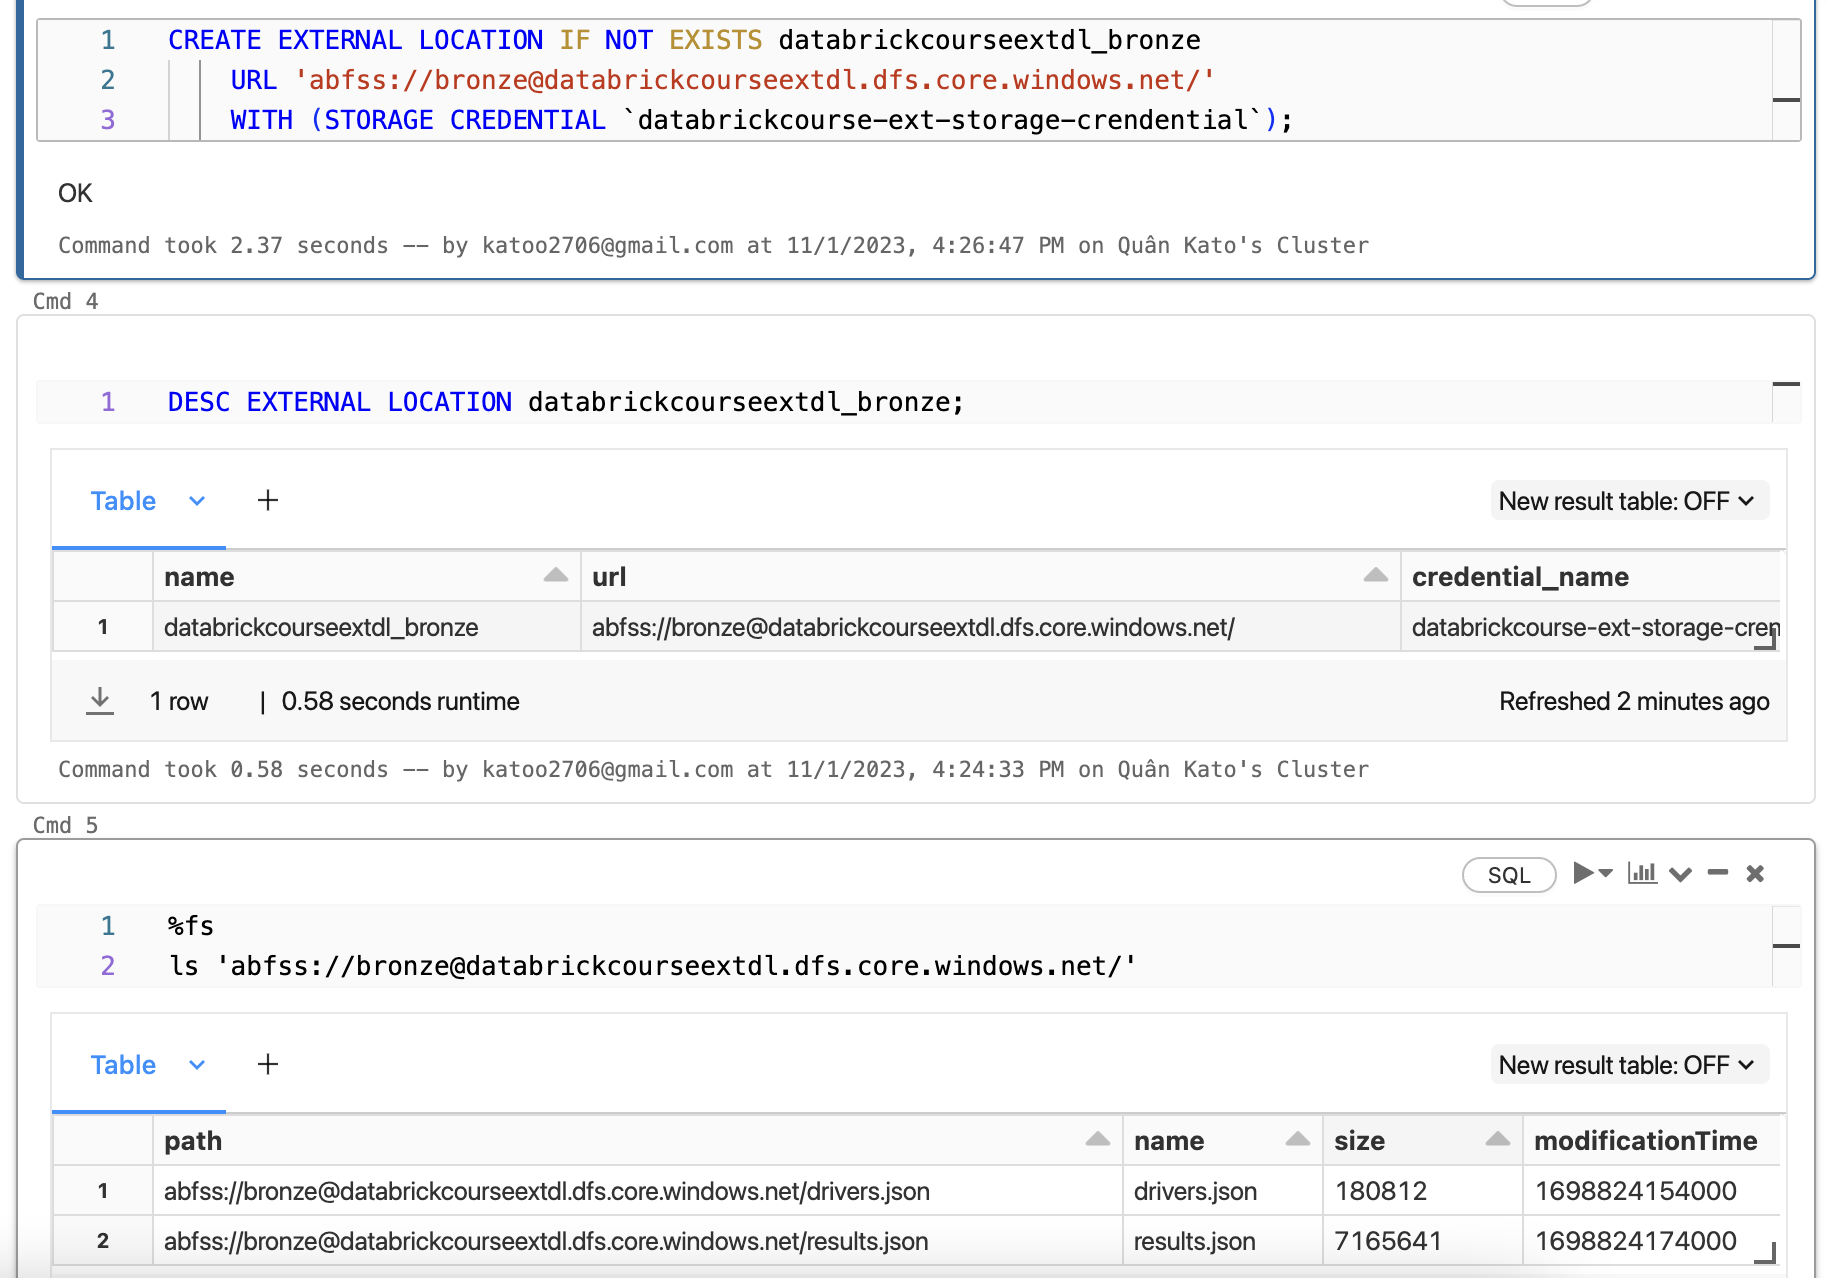 1 CREATE EXTERNAL LOCATION IF NOT EXISTS databrickcourseextdl_bronze
2 URL 'abfss://bronze@databrickcourseextdl.dfs.core.windows.net/'
3 WITH (STORAGE CREDENTIAL `databrickcourse-ext-storage-crendential`);
OK
Command took 2.37 seconds -- by katoo2706@gmail.com at 11/1/2023, 4:26:47 PM on Quân Kato's Cluster
Cmd 4
1 DESC EXTERNAL LOCATION databrickcourseextdl_bronze;
Table + New result table: OFF
name url credential_name
1 databrickcourseextdl_bronze abfss://bronze@databrickcourseextdl.dfs.core.windows.net/ databrickcourse-ext-storage-cren
1 row | 0.58 seconds runtime Refreshed 2 minutes ago
Command took 0.58 seconds -- by katoo2706@gmail.com at 11/1/2023, 4:24:33 PM on Quân Kato's Cluster
Cmd 5
SQL
1 %fs
2 ls 'abfss://bronze@databrickcourseextdl.dfs.core.windows.net/'
Table + New result table: OFF
path name size modificationTime
1 abfss://bronze@databrickcourseextdl.dfs.core.windows.net/drivers.json drivers.json 180812 1698824154000
2 abfss://bronze@databrickcourseextdl.dfs.core.windows.net/results.json results.json 7165641 1698824174000